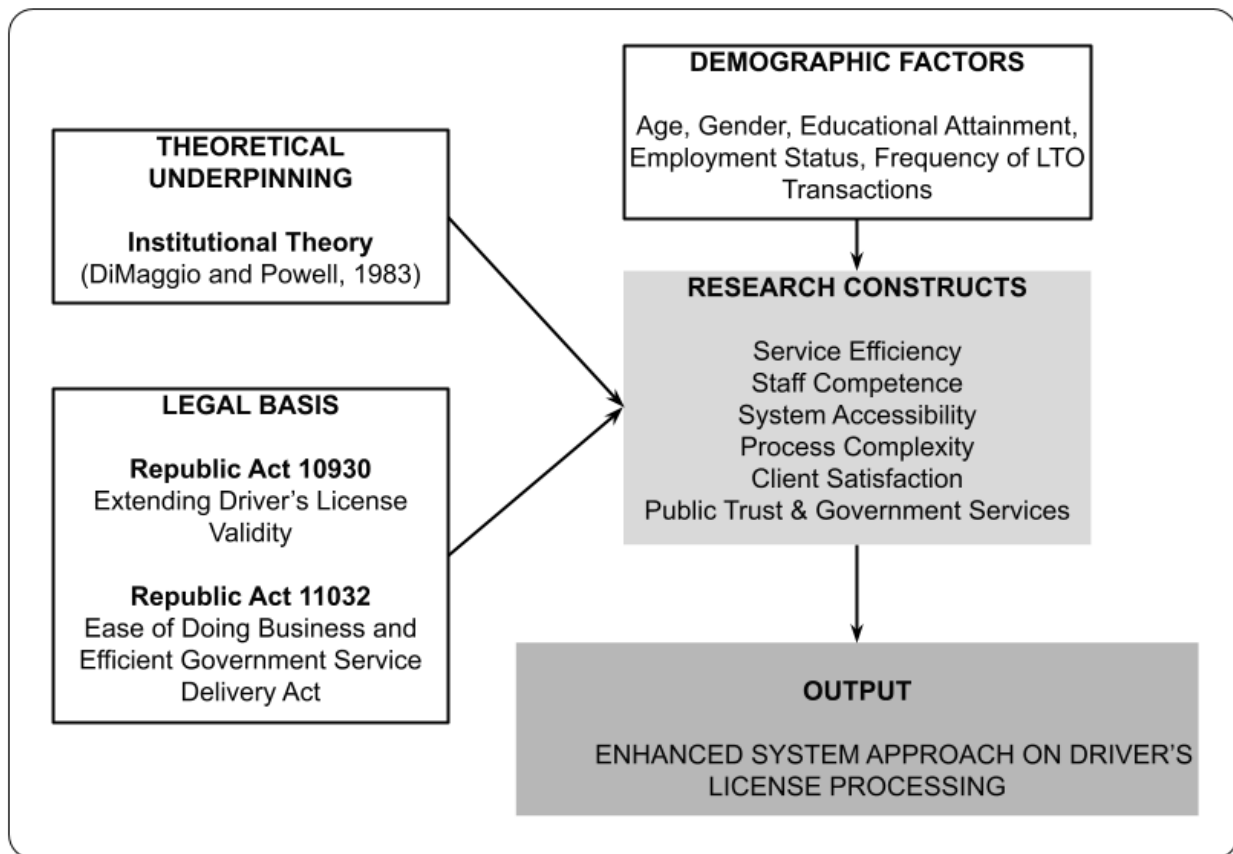 THEORETICAL
UNDERPINNING
Institutional Theory
(DiMaggio and Powell, 1983)
LEGAL BASIS
Republic Act 10930
Extending Driver's License
Validity
Republic Act 11032
Ease of Doing Business and
Efficient Government Service
Delivery Act
DEMOGRAPHIC FACTORS
Age, Gender, Educational Attainment,
Employment Status, Frequency of LTO
Transactions
RESEARCH CONSTRUCTS
Service Efficiency
Staff Competence
System Accessibility
Process Complexity
Client Satisfaction
Public Trust & Government Services
OUTPUT
ENHANCED SYSTEM APPROACH ON DRIVER'S
LICENSE PROCESSING